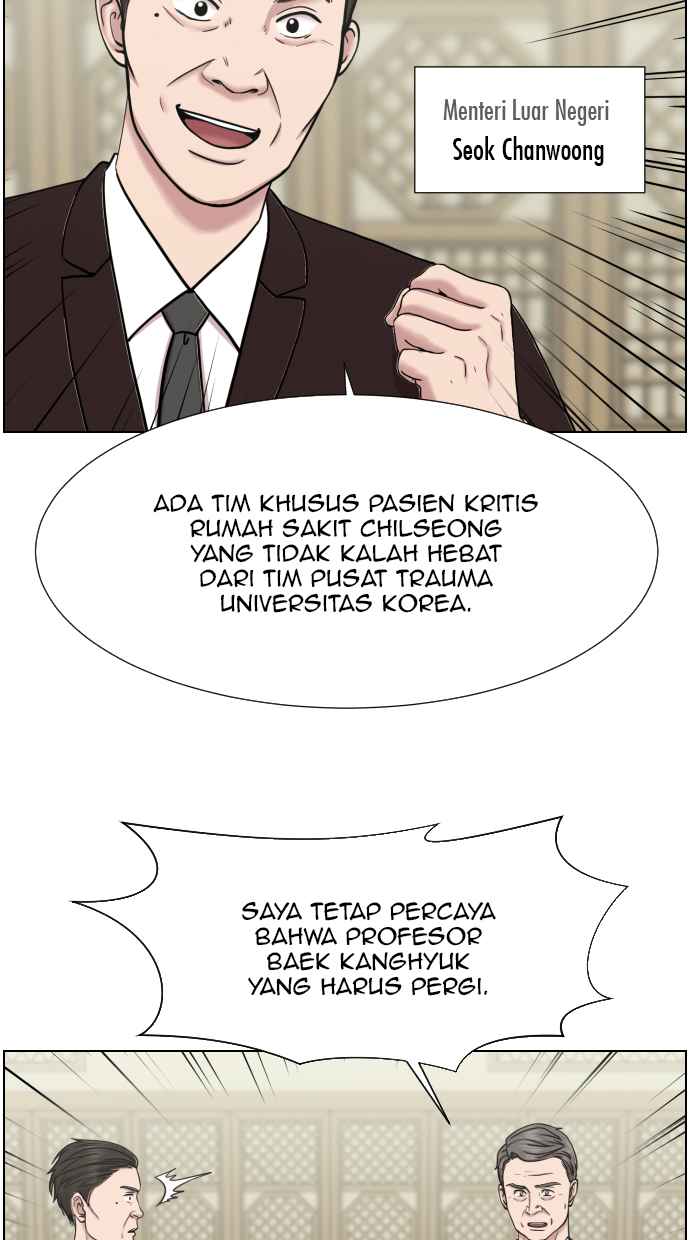 Menteri Luar Negeri
Seok Chanwoong
ADA TIM KHUSUS PASIEN KRITIS
RUMAH SAKIT CHILSEONG
YANG TIDAK KALAH HEBAT
DARI TIM PUSAT TRAUMA
UNIVERSITAS KOREA.
SAYA TETAP PERCAYA
BAHWA PROFESOR
BAEK KANGHYUK
YANG HARUS PERGI.